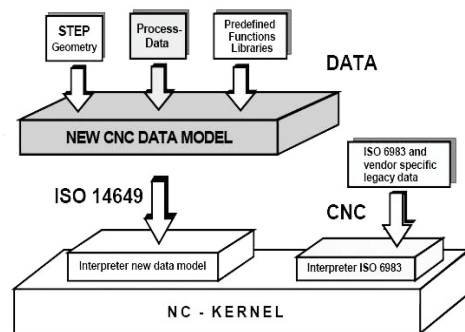 STEP
Geometry
Process-
Data
Predefined
Functions
Libraries
DATA
NEW CNC DATA MODEL
ISO 6983 and
vendor specific
legacy data
ISO 14649
CNC
Interpreter new data model
Interpreter ISO 6983
NC - KERNEL